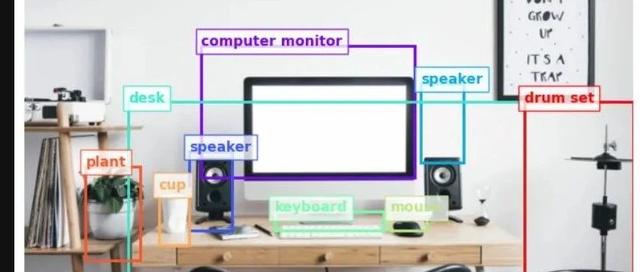 DON'T
GROW
UP
IT'S A
TRAP
computer monitor
speaker
desk
drum set
speaker
plant
cup
keyboard
mouse